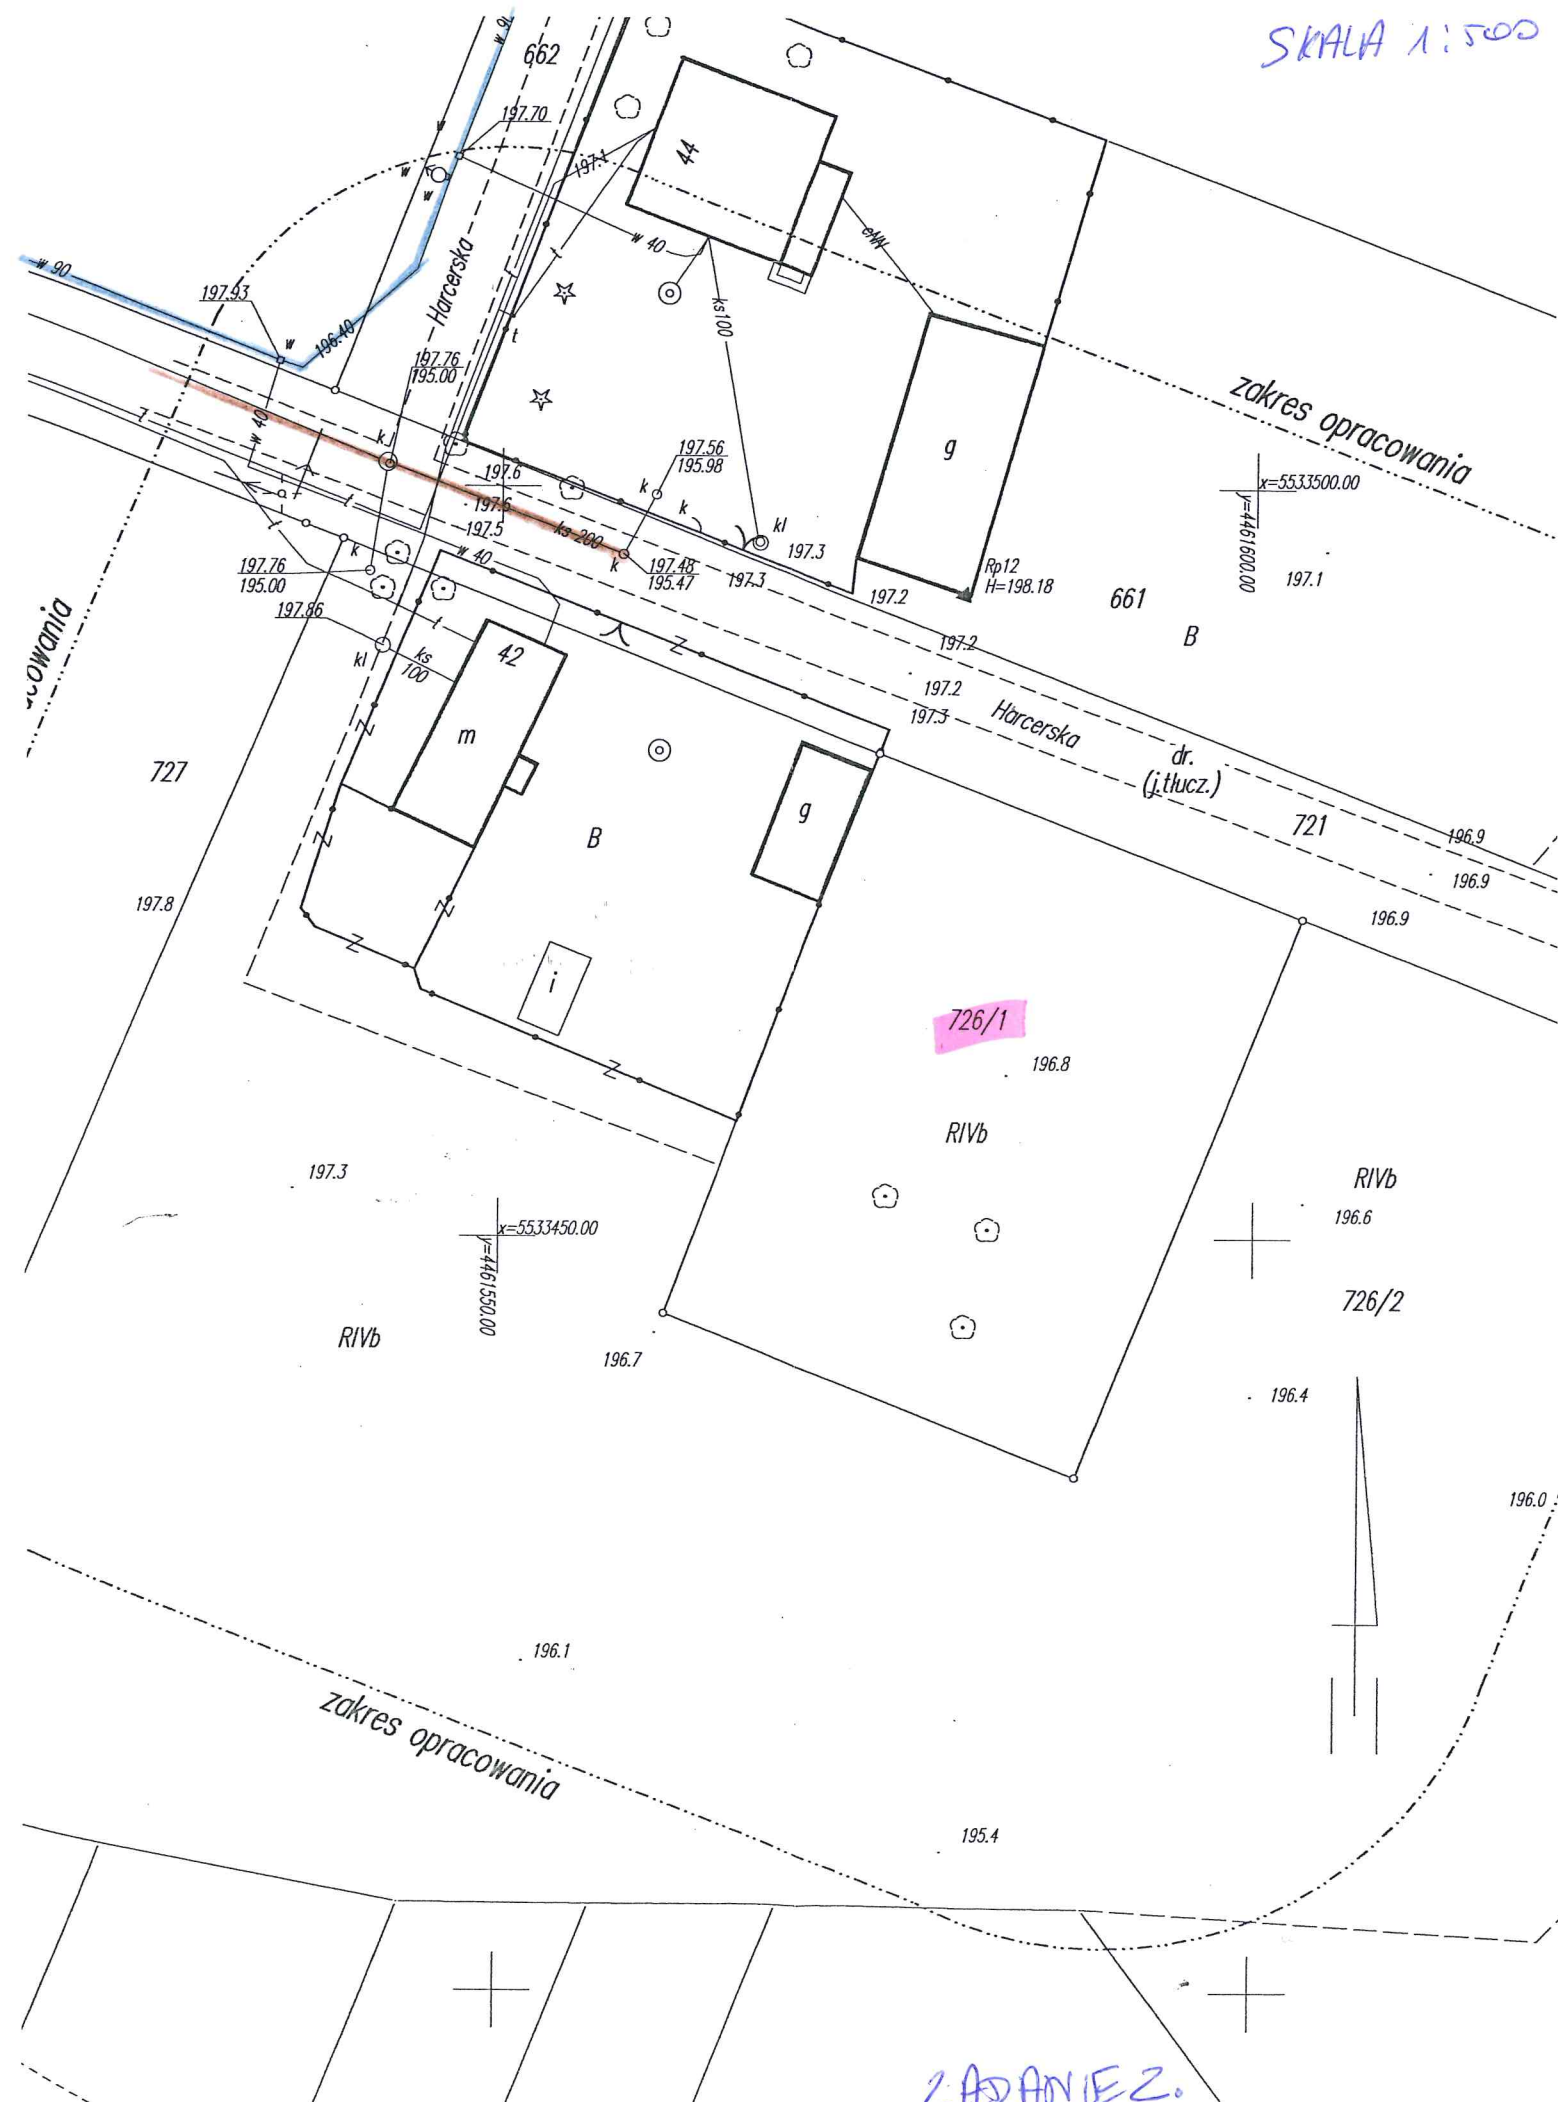 SKALA 1:500
w 16
662
197.70
w
w
w
197.1
44
w 40
eNN
ks100
Harcerska
w 90
197.93
w
196.40
t
t
197.76
195.00
zakres opracowania
w 40
k
197.6
197.6
197.5
ks 200
197.56
195.98
k
k
kl
g
x=5533500.00
y=4461600.00
197.3
197.3
197.1
t
t
k
w 40
k
197.48
195.47
Rp12
H=198.18
197.2
661
B
197.76
195.00
197.86
kl
ks
100
t
42
197.2
197.2
197.3
Harcerska
dr.
(j.tłucz.)
m
727
g
B
721
196.9
196.9
196.9
197.8
i
726/1
196.8
RIVb
197.3
RIVb
196.6
x=5533450.00
y=4461550.00
726/2
RIVb
196.7
196.4
196.0
196.1
zakres opracowania
195.4
ZADANIE 2.